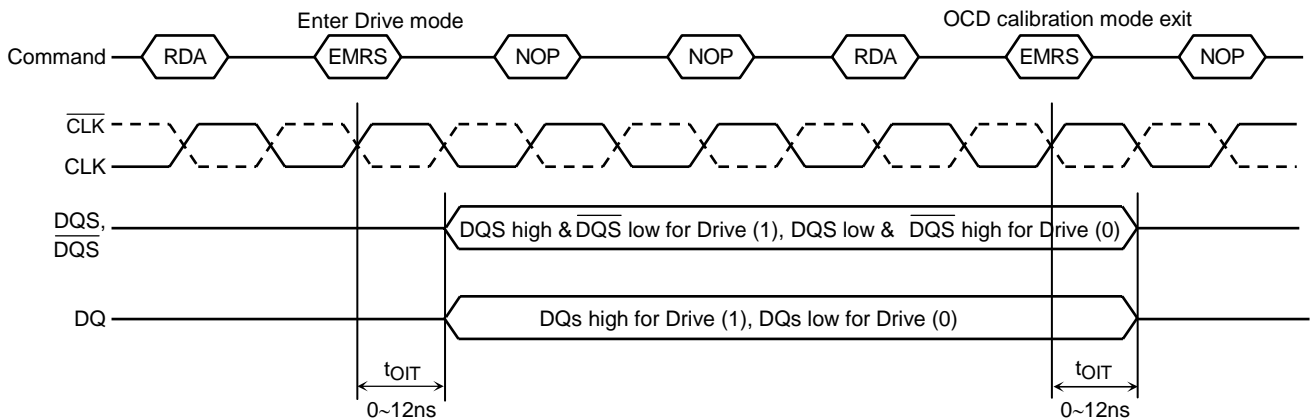 Enter Drive mode OCD calibration mode exit
Command RDA EMRS NOP NOP RDA EMRS NOP
CLK
CLK
DQS, DQS high & DQS low for Drive (1), DQS low & DQS high for Drive (0)
DQS
DQ DQs high for Drive (1), DQs low for Drive (0)
tOIT tOIT
0~12ns 0~12ns